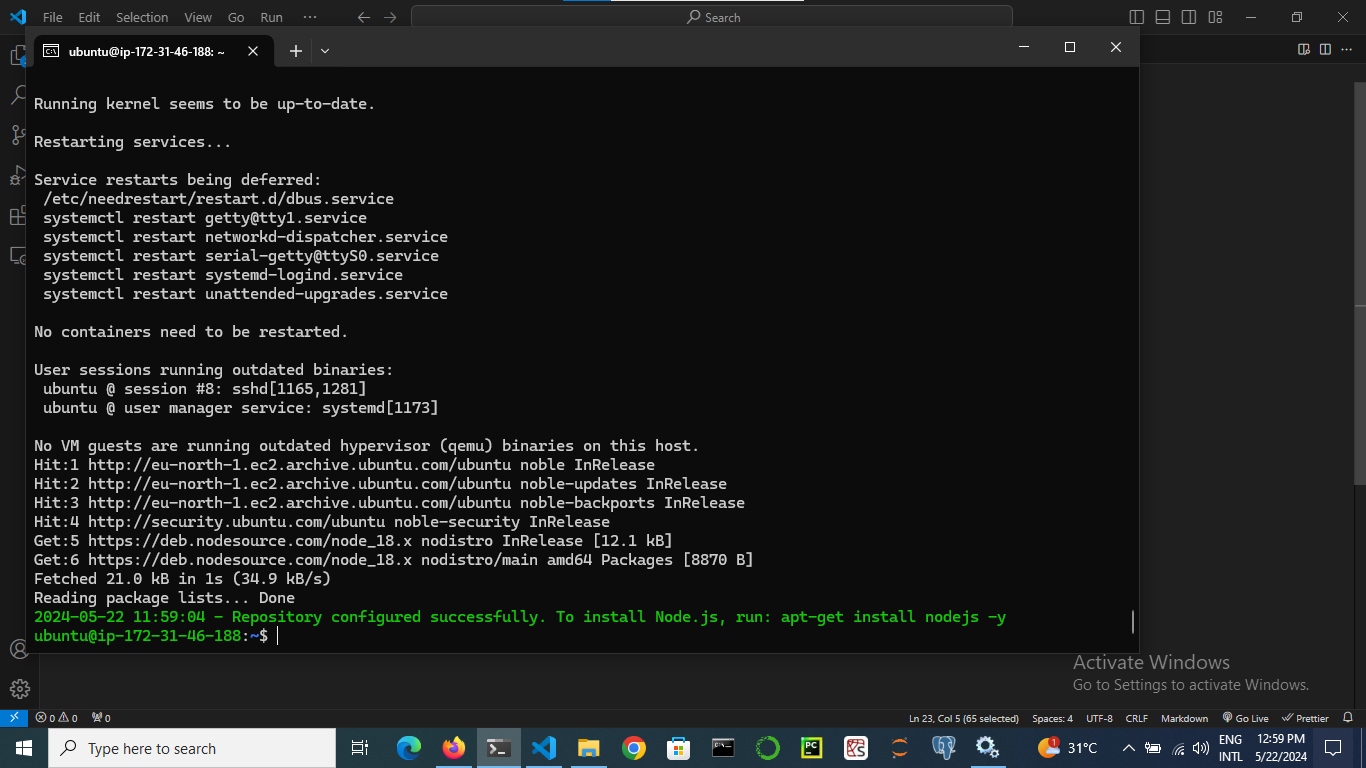 File Edit Selection View Go Run ··· Search
ubuntu@ip-172-31-46-188: ~
Running kernel seems to be up-to-date.
Restarting services...
Service restarts being deferred:
/etc/needrestart/restart.d/dbus.service
systemctl restart getty@tty1.service
systemctl restart networkd-dispatcher.service
systemctl restart serial-getty@ttyS0.service
systemctl restart systemd-logind.service
systemctl restart unattended-upgrades.service
No containers need to be restarted.
User sessions running outdated binaries:
ubuntu @ session #8: sshd[1165,1281]
ubuntu @ user manager service: systemd[1173]
No VM guests are running outdated hypervisor (qemu) binaries on this host.
Hit:1 http://eu-north-1.ec2.archive.ubuntu.com/ubuntu noble InRelease
Hit:2 http://eu-north-1.ec2.archive.ubuntu.com/ubuntu noble-updates InRelease
Hit:3 http://eu-north-1.ec2.archive.ubuntu.com/ubuntu noble-backports InRelease
Hit:4 http://security.ubuntu.com/ubuntu noble-security InRelease
Get:5 https://deb.nodesource.com/node_18.x nodistro InRelease [12.1 kB]
Get:6 https://deb.nodesource.com/node_18.x nodistro/main amd64 Packages [8870 B]
Fetched 21.0 kB in 1s (34.9 kB/s)
Reading package lists... Done
2024-05-22 11:59:04 - Repository configured successfully. To install Node.js, run: apt-get install nodejs -y
ubuntu@ip-172-31-46-188:~$
Activate Windows
Go to Settings to activate Windows.
0 0 0 Ln 23, Col 5 (65 selected) Spaces: 4 UTF-8 CRLF Markdown Go Live Prettier
Type here to search
PC
31°C
ENG
INTL
12:59 PM
5/22/2024